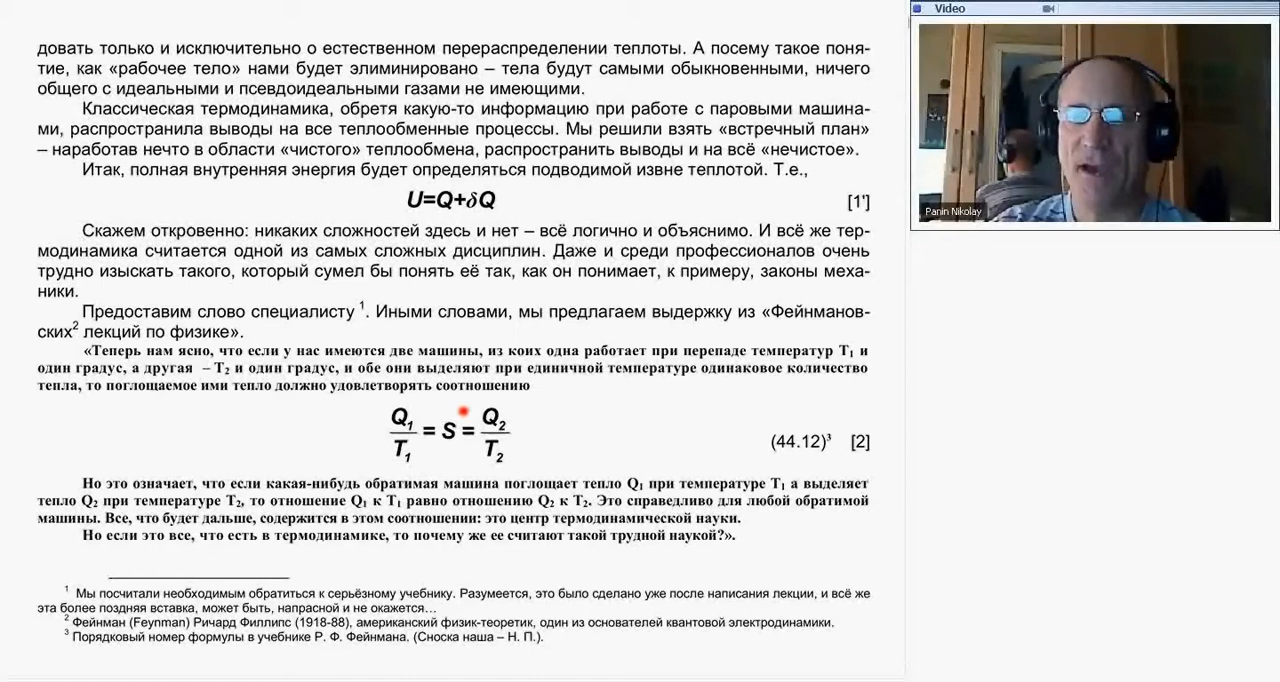 довать только и исключительно о естественном перераспределении теплоты. А посему такое поня-
тие, как «рабочее тело» нами будет элиминировано – тела будут самыми обыкновенными, ничего
общего с идеальными и псевдоидеальными газами не имеющими.
Классическая термодинамика, обретя какую-то информацию при работе с паровыми машина-
ми, распространила выводы на все теплообменные процессы. Мы решили взять «встречный план»
– наработав нечто в области «чистого» теплообмена, распространить выводы и на всё «нечистое».
Итак, полная внутренняя энергия будет определяться подводимой извне теплотой. Т.е.,
U=Q+δQ [1']
Скажем откровенно: никаких сложностей здесь и нет – всё логично и объяснимо. И всё же тер-
модинамика считается одной из самых сложных дисциплин. Даже и среди профессионалов очень
трудно изыскать такого, который сумел бы понять её так, как он понимает, к примеру, законы меха-
ники.
Предоставим слово специалисту ¹. Иными словами, мы предлагаем выдержку из «Фейнманов-
ских² лекций по физике».
«Теперь нам ясно, что если у нас имеются две машины, из коих одна работает при перепаде температур T₁ и
один градус, а другая – T₂ и один градус, и обе они выделяют при единичной температуре одинаковое количество
тепла, то поглощаемое ими тепло должно удовлетворять соотношению
Q₁/T₁ = S = Q₂/T₂ (44.12)³ [2]
Но это означает, что если какая-нибудь обратимая машина поглощает тепло Q₁ при температуре T₁ а выделяет
тепло Q₂ при температуре T₂, то отношение Q₁ к T₁ равно отношению Q₂ к T₂. Это справедливо для любой обратимой
машины. Все, что будет дальше, содержится в этом соотношении: это центр термодинамической науки.
Но если это все, что есть в термодинамике, то почему же ее считают такой трудной наукой?».
¹ Мы посчитали необходимым обратиться к серьёзному учебнику. Разумеется, это было сделано уже после написания лекции, и всё же
эта более поздняя вставка, может быть, напрасной и не окажется…
² Фейнман (Feynman) Ричард Филлипс (1918-88), американский физик-теоретик, один из основателей квантовой электродинамики.
³ Порядковый номер формулы в учебнике Р. Ф. Фейнмана. (Сноска наша – Н. П.).
Video
Panin Nikolay